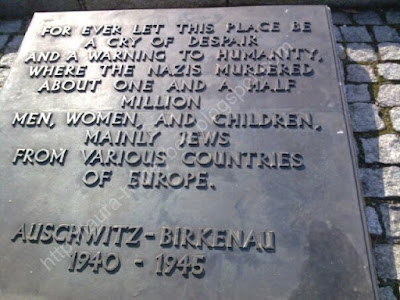 FOR EVER LET THIS PLACE BE
A CRY OF DESPAIR
AND A WARNING TO HUMANITY,
WHERE THE NAZIS MURDERED
ABOUT ONE AND A HALF
MILLION
MEN, WOMEN, AND CHILDREN,
MAINLY JEWS
FROM VARIOUS COUNTRIES
OF EUROPE.
AUSCHWITZ-BIRKENAU
1940 - 1945